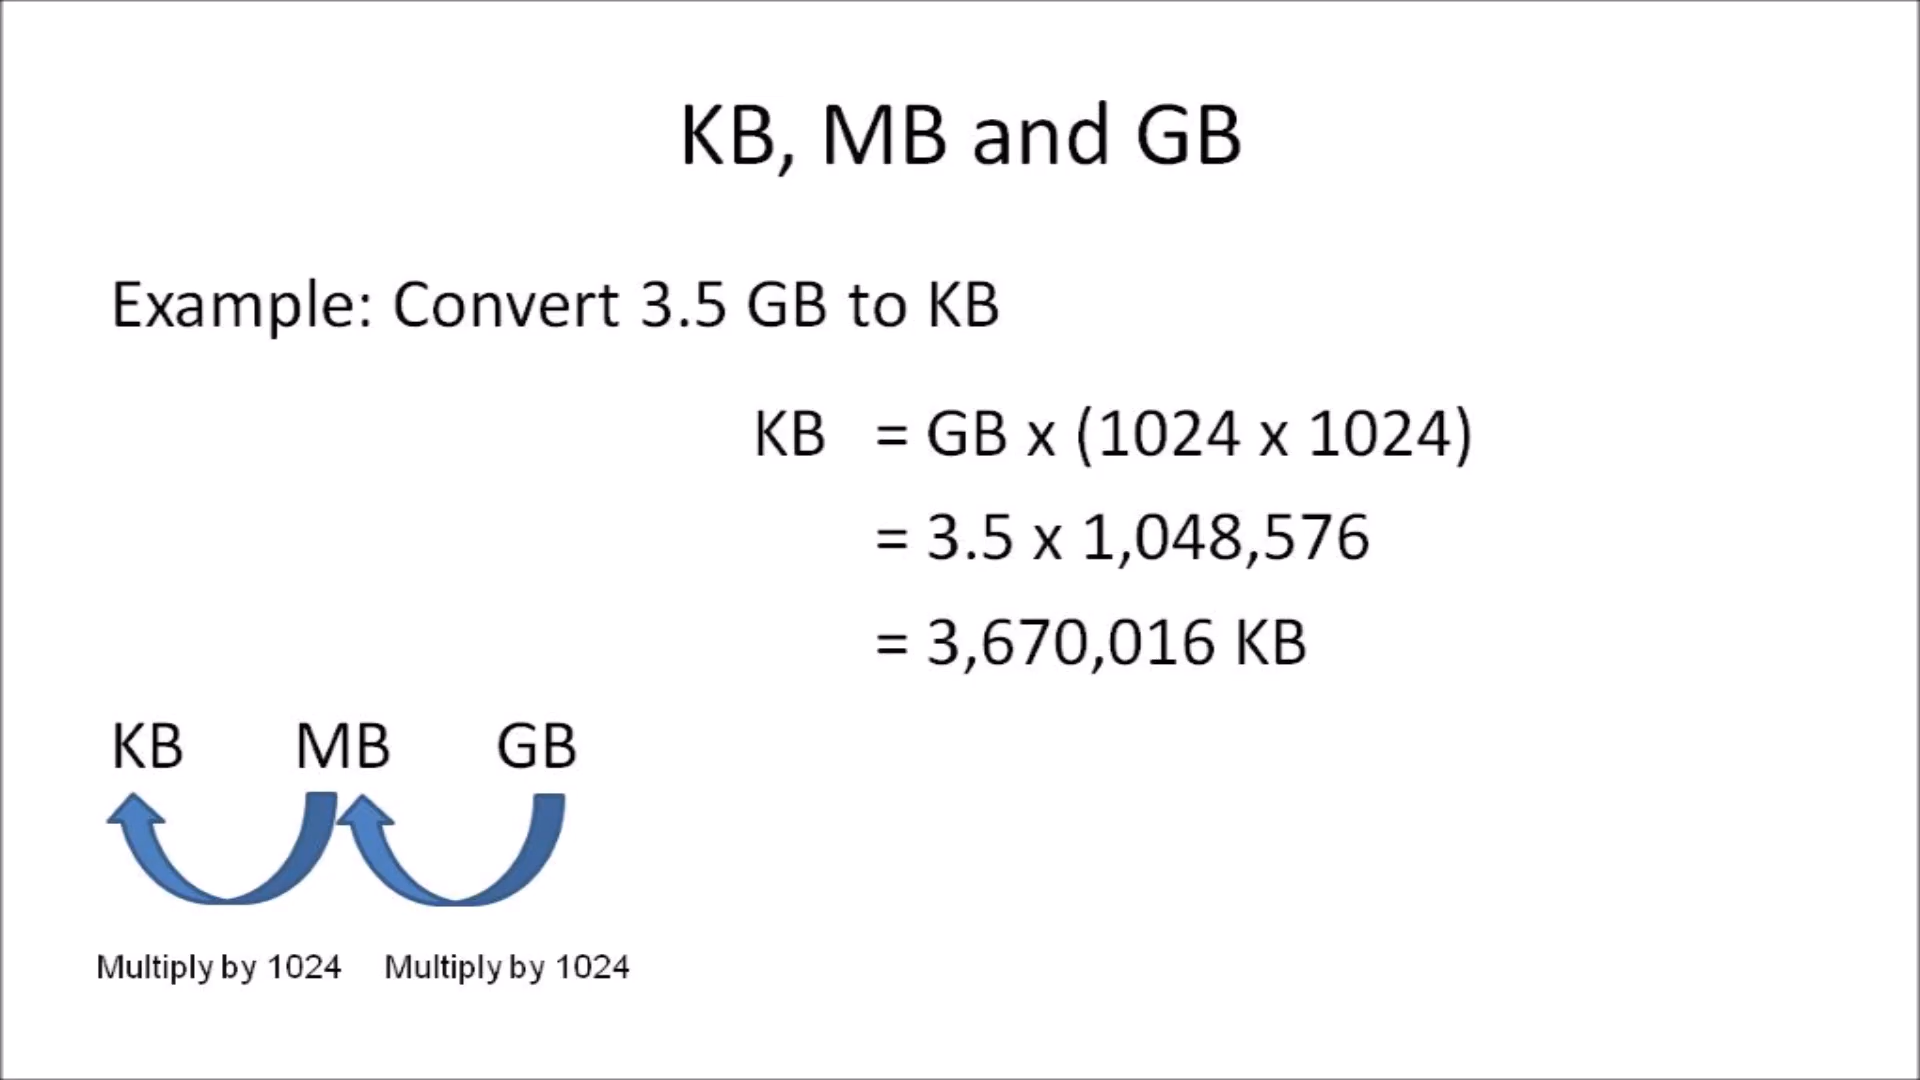 KB, MB and GB
Example: Convert 3.5 GB to KB
KB = GB x (1024 x 1024)
= 3.5 x 1,048,576
= 3,670,016 KB
KB MB GB
Multiply by 1024 Multiply by 1024